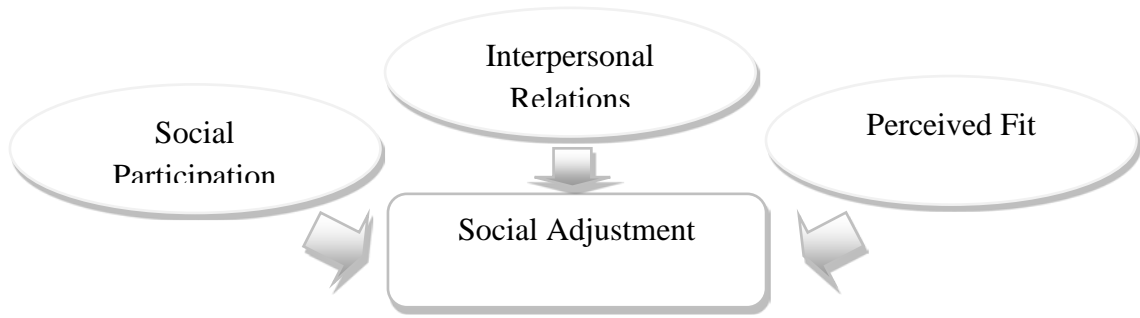 Interpersonal
Relations
Social
Participation
Perceived Fit
Social Adjustment